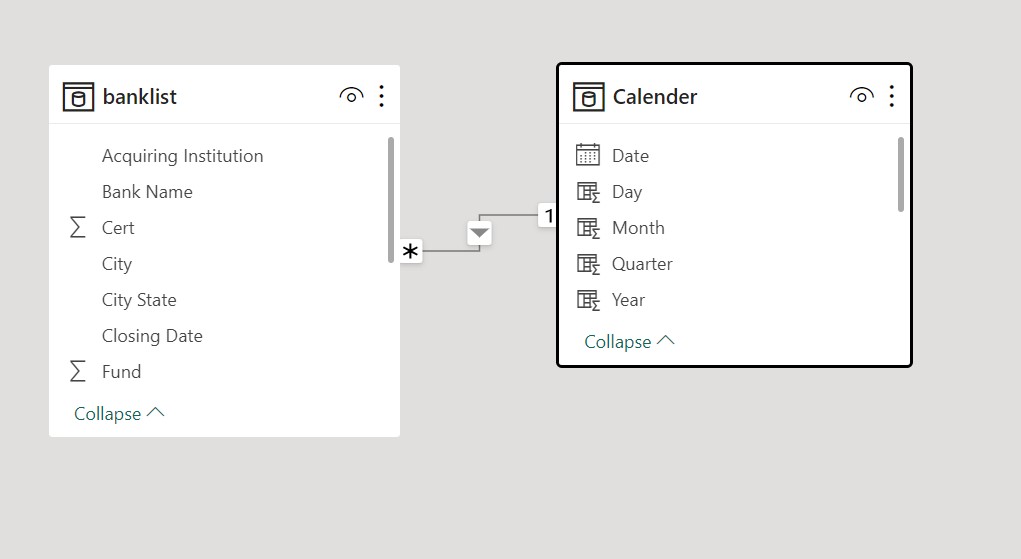 banklist
Acquiring Institution
Bank Name
Cert
City
City State
Closing Date
Fund
Collapse
*
1
Calender
Date
Day
Month
Quarter
Year
Collapse